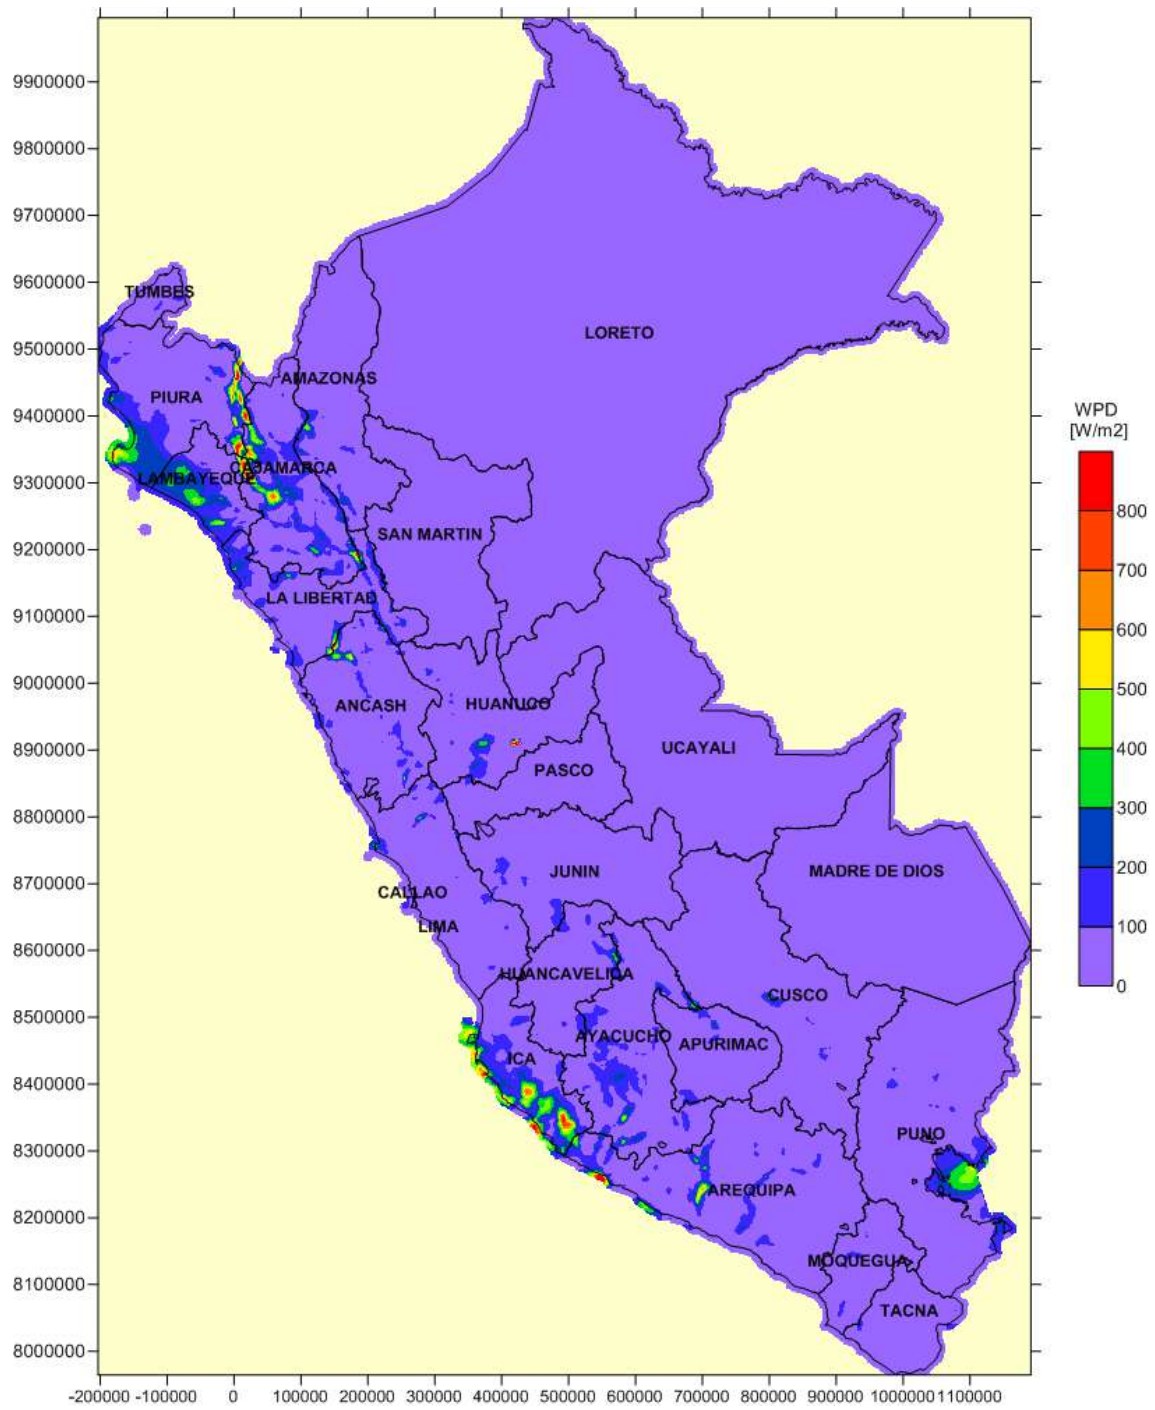 9900000
9800000
9700000
9600000
9500000
9400000
9300000
9200000
9100000
9000000
8900000
8800000
8700000
8600000
8500000
8400000
8300000
8200000
8100000
8000000
TUMBES
LORETO
AMAZONAS
PIURA
CAJAMARCA
LAMBAYEQUE
SAN MARTIN
LA LIBERTAD
ANCASH
HUANUCO
UCAYALI
PASCO
JUNIN
MADRE DE DIOS
CALLAO
LIMA
HUANCAVELICA
CUSCO
AYACUCHO
APURIMAC
ICA
PUNO
AREQUIPA
MOQUEGUA
TACNA
WPD
[W/m2]
800
700
600
500
400
300
200
100
0
-200000 -100000 0 100000 200000 300000 400000 500000 600000 700000 800000 900000 1000000 1100000